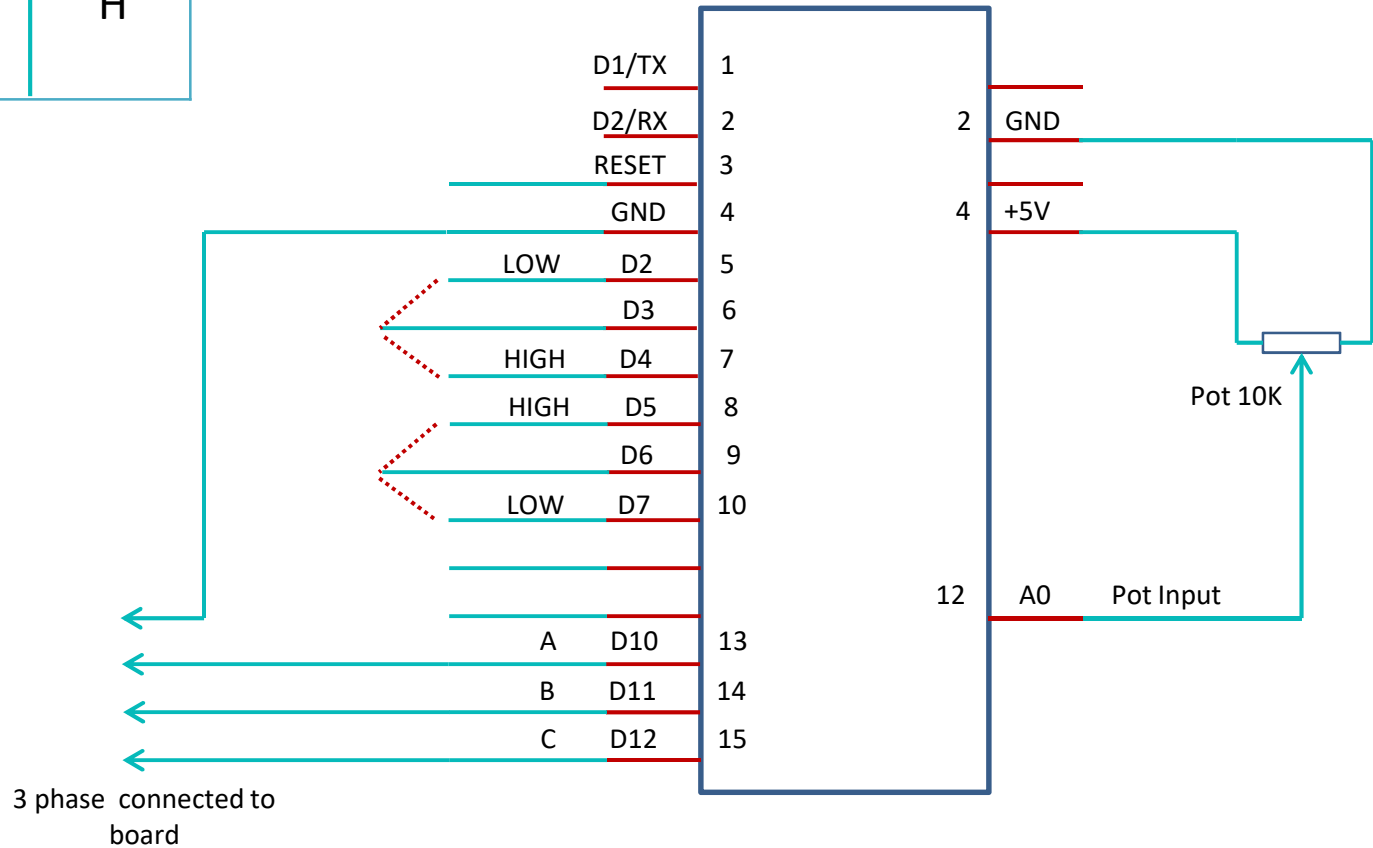 H
D1/TX 1
D2/RX 2 2 GND
RESET 3
GND 4 4 +5V
LOW D2 5
D3 6
HIGH D4 7
Pot 10K
HIGH D5 8
D6 9
LOW D7 10
12 A0 Pot Input
A D10 13
B D11 14
C D12 15
3 phase connected to
board